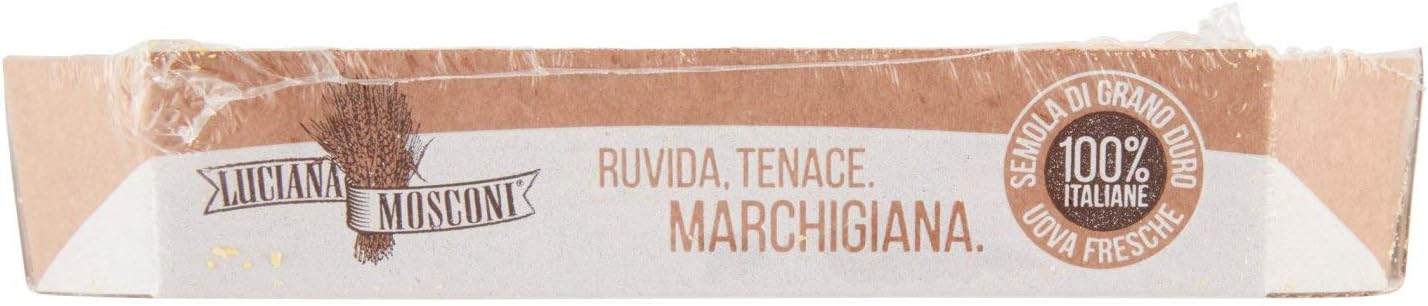 LUCIANA
MOSCONI®
RUVIDA, TENACE.
MARCHIGIANA.
SEMOLA DI GRANO DURO
100%
ITALIANE
UOVA FRESCHE